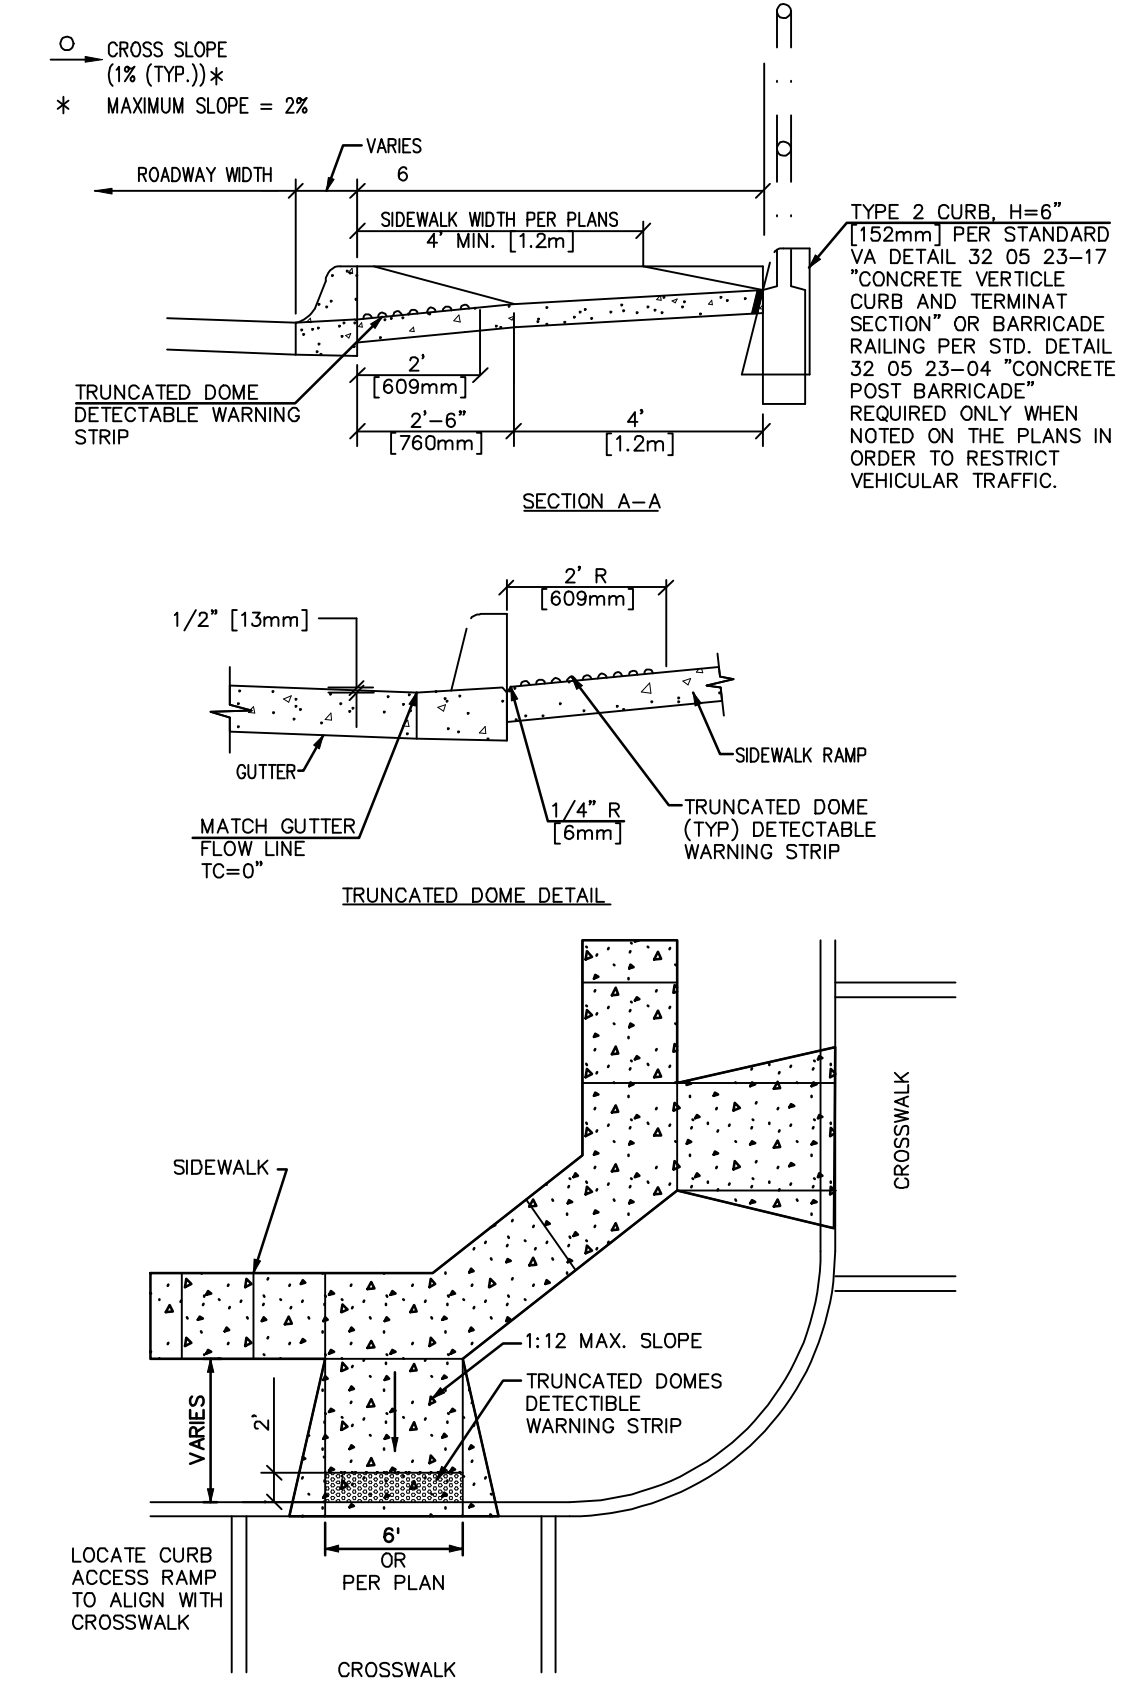 CROSS SLOPE
(1% (TYP.))*
* MAXIMUM SLOPE = 2%
VARIES
ROADWAY WIDTH
6
SIDEWALK WIDTH PER PLANS
4' MIN. [1.2m]
TYPE 2 CURB, H=6"
[152mm] PER STANDARD
VA DETAIL 32 05 23-17
"CONCRETE VERTICLE
CURB AND TERMINAT
SECTION" OR BARRICADE
RAILING PER STD. DETAIL
32 05 23-04 "CONCRETE
POST BARRICADE"
REQUIRED ONLY WHEN
NOTED ON THE PLANS IN
ORDER TO RESTRICT
VEHICULAR TRAFFIC.
2'
[609mm]
TRUNCATED DOME
DETECTABLE WARNING
STRIP
2'-6"
[760mm]
4'
[1.2m]
SECTION A-A
2' R
[609mm]
1/2" [13mm]
SIDEWALK RAMP
GUTTER
1/4" R
[6mm]
TRUNCATED DOME
(TYP) DETECTABLE
WARNING STRIP
MATCH GUTTER
FLOW LINE
TC=0"
TRUNCATED DOME DETAIL
CROSSWALK
SIDEWALK
1:12 MAX. SLOPE
TRUNCATED DOMES
DETECTIBLE
WARNING STRIP
VARIES
2'
6'
OR
PER PLAN
LOCATE CURB
ACCESS RAMP
TO ALIGN WITH
CROSSWALK
CROSSWALK